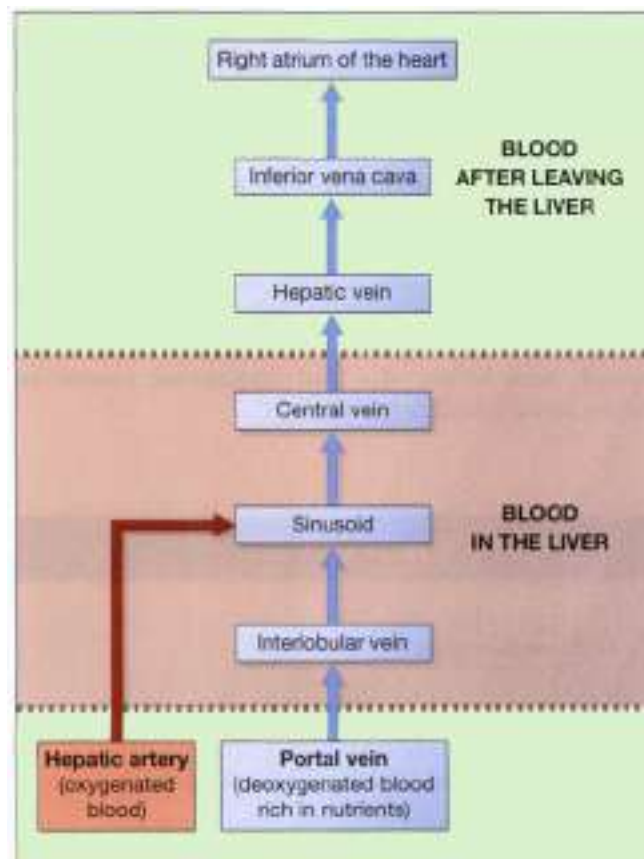 Right atrium of the heart
Inferior vena cava
BLOOD
AFTER LEAVING
THE LIVER
Hepatic vein
Central vein
Sinusoid
BLOOD
IN THE LIVER
Interlobular vein
Hepatic artery
(oxygenated
blood)
Portal vein
(deoxygenated blood
rich in nutrients)